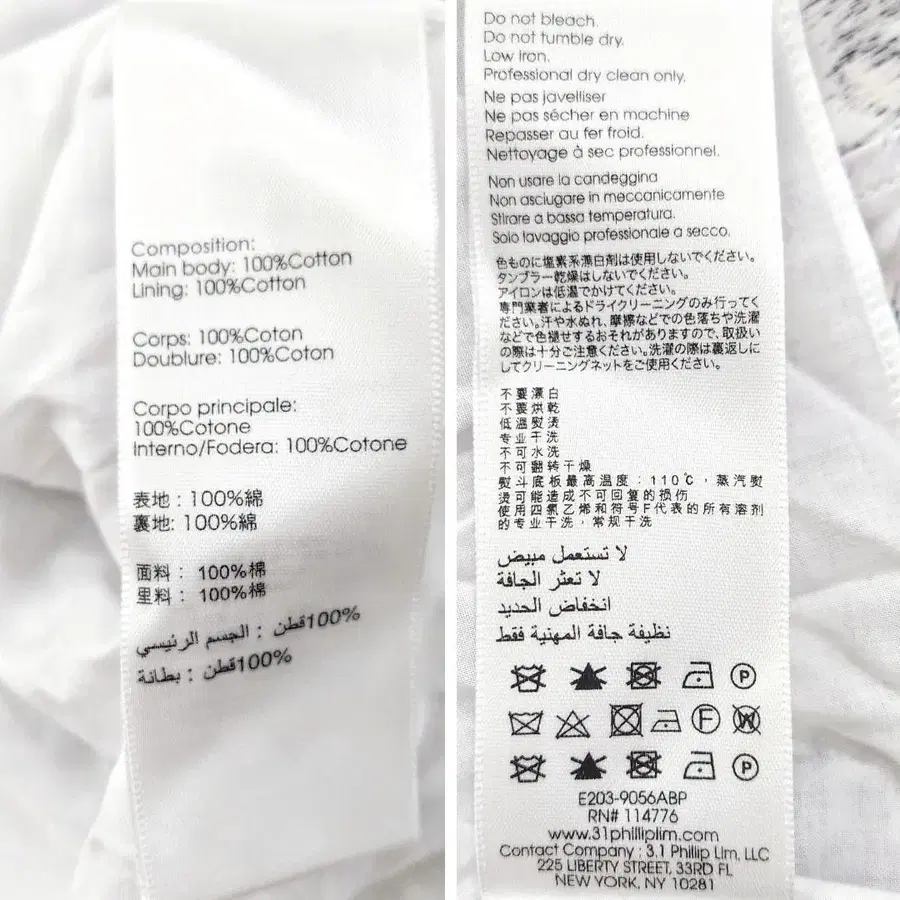 Composition:
Main body: 100%Cotton
Lining: 100%Cotton
Corps: 100%Coton
Doublure: 100%Coton
Corpo principale:
100%Cotone
Interno/Fodera: 100%Cotone
表地 : 100%綿
裏地: 100%綿
面料 : 100%棉
里料 : 100%棉
100%قطن : الجسم الرئيسي
100%قطن : بطانة
Do not bleach.
Do not tumble dry.
Low iron.
Professional dry clean only.
Ne pas javelliser
Ne pas sécher en machine
Repasser au fer froid.
Nettoyage à sec professionnel.
Non usare la candeggina
Non asciugare in meccanicamente
Stirare a bassa temperatura.
Solo lavaggio professionale a secco.
色ものに塩素系漂白剤は使用しないでください。
タンブラー乾燥はしないでください。
アイロンは低温でかけてください。
専門業者によるドライクリーニングのみ行ってく
ださい。汗や水ぬれ、摩擦などでの色落ちや洗濯
などで色褪せするおそれがありますので、取扱い
の際は十分ご注意ください。洗濯の際は裏返しに
してクリーニングネットをご使用ください。
不要漂白
不要烘乾
低溫熨燙
专业干洗
不可水洗
不可翻转干燥
熨斗底板最高温度：110℃，蒸汽熨
烫可能造成不可回复的损伤
使用四氯乙烯和符号F代表的所有溶剂
的专业干洗，常规干洗
لا تستعمل مبيض
لا تعثر الجافة
انخفاض الحديد
نظيفة جافة المهنية فقط
P
F W
P
E203-9056ABP
RN# 114776
www.31philliplim.com
Contact Company : 3.1 Phillip Lim, LLC
225 LIBERTY STREET, 33RD FL
NEW YORK, NY 10281